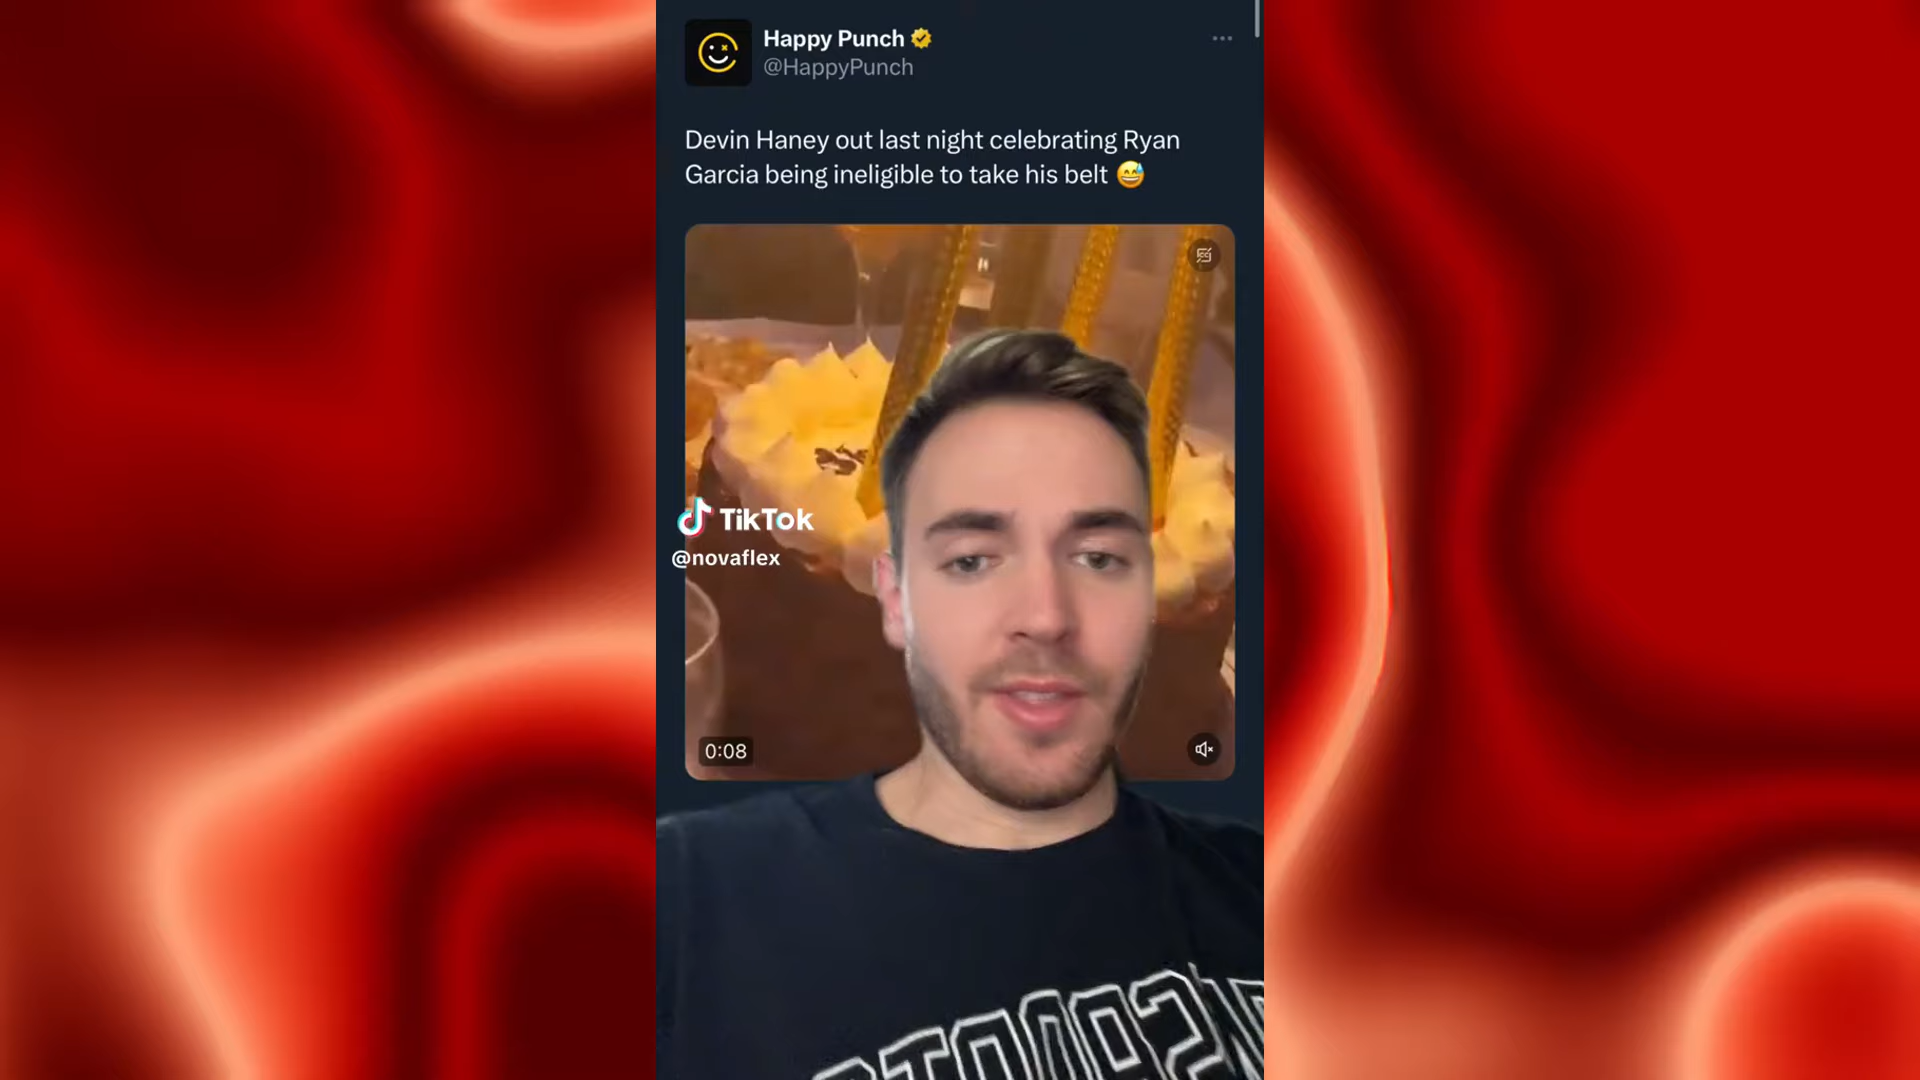 Happy Punch
@HappyPunch
Devin Haney out last night celebrating Ryan
Garcia being ineligible to take his belt 😅
TikTok
@novaflex
0:08